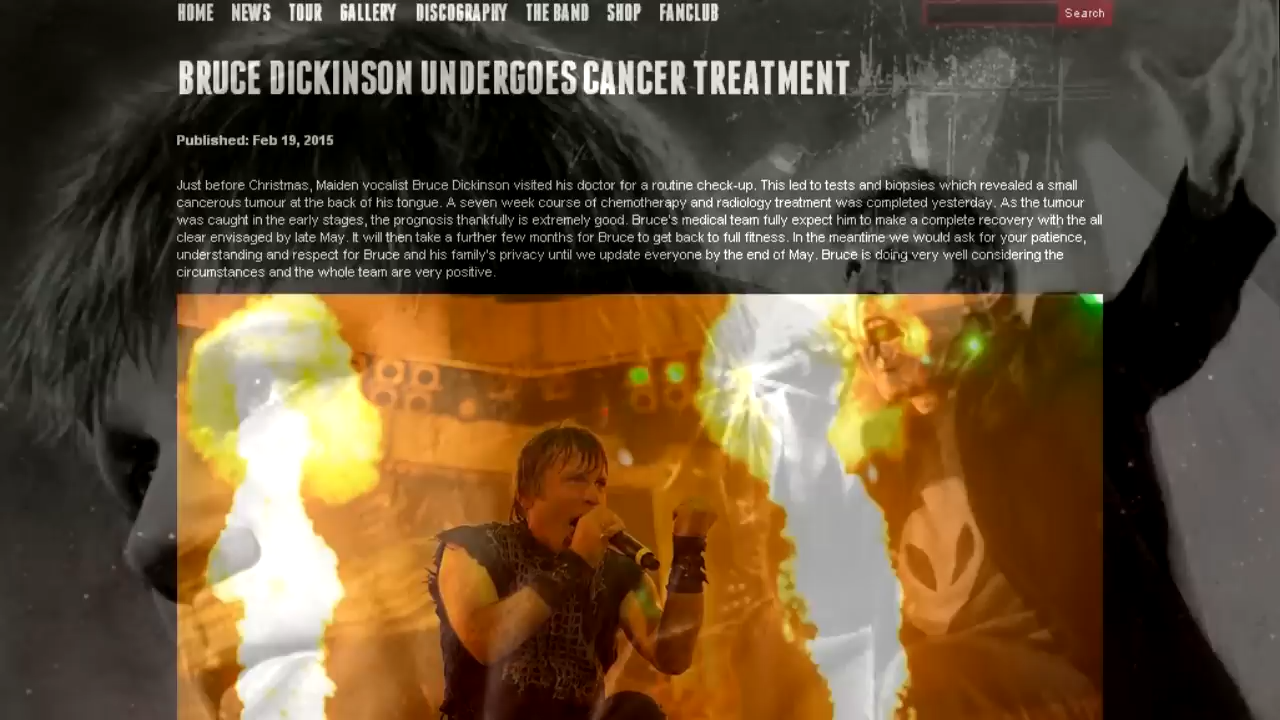 HOME NEWS TOUR GALLERY DISCOGRAPHY THE BAND SHOP FANCLUB Search
BRUCE DICKINSON UNDERGOES CANCER TREATMENT
Published: Feb 19, 2015
Just before Christmas, Maiden vocalist Bruce Dickinson visited his doctor for a routine check-up. This led to tests and biopsies which revealed a small
cancerous tumour at the back of his tongue. A seven week course of chemotherapy and radiology treatment was completed yesterday. As the tumour
was caught in the early stages, the prognosis thankfully is extremely good. Bruce's medical team fully expect him to make a complete recovery with the all
clear envisaged by late May. It will then take a further few months for Bruce to get back to full fitness. In the meantime we would ask for your patience,
understanding and respect for Bruce and his family's privacy until we update everyone by the end of May. Bruce is doing very well considering the
circumstances and the whole team are very positive.